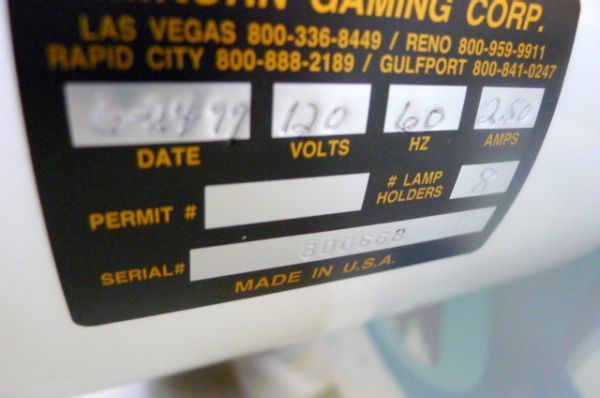 GAMING CORP.
LAS VEGAS 800-336-8449 / RENO 800-959-9911
RAPID CITY 800-888-2189 / GULFPORT 800-841-0247
6-24-99 120 60 2.50
DATE VOLTS HZ AMPS
PERMIT # # LAMP HOLDERS 8
SERIAL# 800668
MADE IN U.S.A.